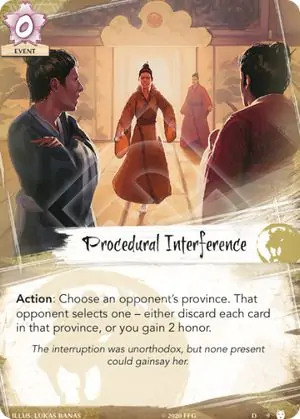 0
EVENT
Procedural Interference
Action: Choose an opponent's province. That
opponent selects one – either discard each card
in that province, or you gain 2 honor.
The interruption was unorthodox, but none present
could gainsay her.
ILLUS: LUKAS BANAS
© 2020 FFG
D